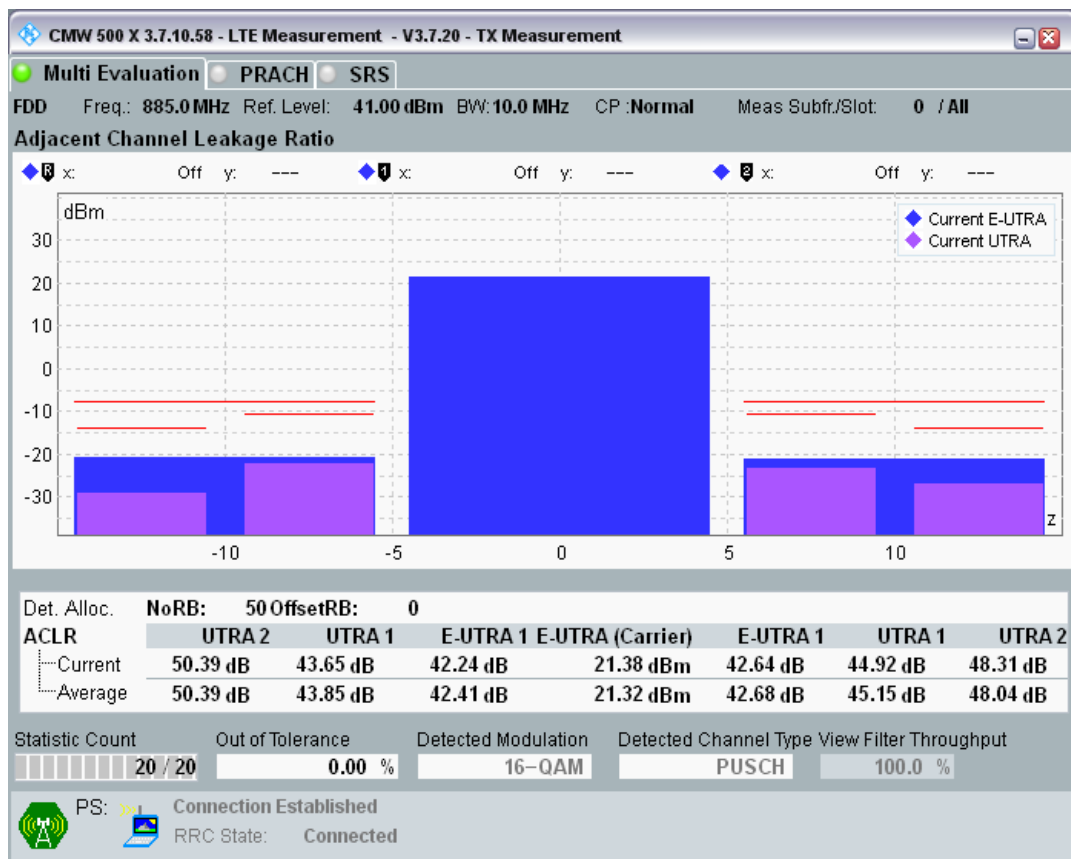 CMW 500 X 3.7.10.58 - LTE Measurement - V3.7.20 - TX Measurement
Multi Evaluation PRACH SRS
FDD Freq.: 885.0 MHz Ref. Level: 41.00 dBm BW: 10.0 MHz CP :Normal Meas Subfr./Slot: 0 / All
Adjacent Channel Leakage Ratio
R x: Off y: --- 1 x: Off y: --- 2 x: Off y: ---
dBm
Current E-UTRA
Current UTRA
30
20
10
0
-10
-20
-30
z
-10 -5 0 5 10
Det. Alloc. NoRB: 50 OffsetRB: 0
ACLR UTRA 2 UTRA 1 E-UTRA 1 E-UTRA (Carrier) E-UTRA 1 UTRA 1 UTRA 2
Current 50.39 dB 43.65 dB 42.24 dB 21.38 dBm 42.64 dB 44.92 dB 48.31 dB
Average 50.39 dB 43.85 dB 42.41 dB 21.32 dBm 42.68 dB 45.15 dB 48.04 dB
Statistic Count Out of Tolerance Detected Modulation Detected Channel Type View Filter Throughput
20 / 20 0.00 % 16-QAM PUSCH 100.0 %
PS: Connection Established
RRC State: Connected